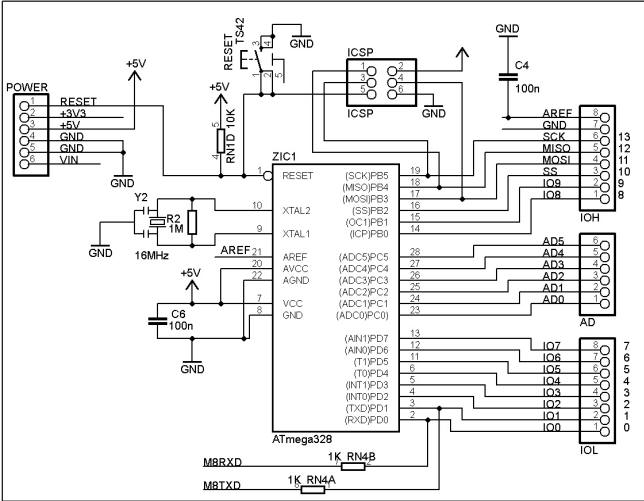 RESET
TS42
3 4
1 2 5
GND
+5V
ICSP
1 2
3 4
5 6
ICSP
GND
GND
C4
100n
POWER
1 RESET
2 +3V3
3 +5V
4 GND
5 GND
6 VIN
GND
+5V
5
4
RN1D 10K
AREF 8
GND 7
SCK 6 13
MISO 5 12
MOSI 4 11
SS 3 10
IO9 2 9
IO8 1 8
IOH
ZIC1
1 RESET
10 XTAL2
9 XTAL1
AREF 21 AREF
20 AVCC
22 AGND
7 VCC
8 GND
(SCK)PB5 19
(MISO)PB4 18
(MOSI)PB3 17
(SS)PB2 16
(OC1)PB1 15
(ICP)PB0 14
(ADC5)PC5 28
(ADC4)PC4 27
(ADC3)PC3 26
(ADC2)PC2 25
(ADC1)PC1 24
(ADC0)PC0 23
(AIN1)PD7 13
(AIN0)PD6 12
(T1)PD5 11
(T0)PD4 6
(INT1)PD3 5
(INT0)PD2 4
(TXD)PD1 3
(RXD)PD0 2
ATmega328
Y2
R2
1M
16MHz
GND
+5V
C6
100n
GND
AD5 6
AD4 5
AD3 4
AD2 3
AD1 2
AD0 1
AD
IO7 8 7
IO6 7 6
IO5 6 5
IO4 5 4
IO3 4 3
IO2 3 2
IO1 2 1
IO0 1 0
IOL
1K RN4B
M8RXD
1K RN4A
M8TXD